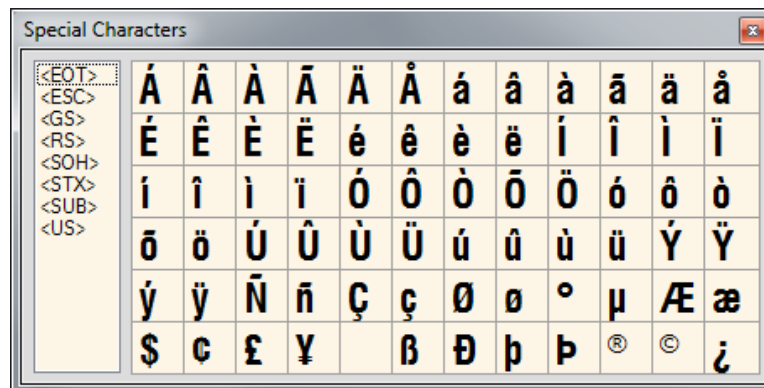 Special Characters
<EOT>
<ESC>
<GS>
<RS>
<SOH>
<STX>
<SUB>
<US>
Á Â À Ã Ä Å á â à ã ä å
É Ê È Ë é ê è ë Í Î Ì Ï
í î ì ï Ó Ô Ò Õ Ö ó ô ò
õ ö Ú Û Ù Ü ú û ù ü Ý Ÿ
ý ÿ Ñ ñ Ç ç Ø ø ° µ Æ æ
$ ¢ £ ¥ ß Ð þ Þ ® © ¿